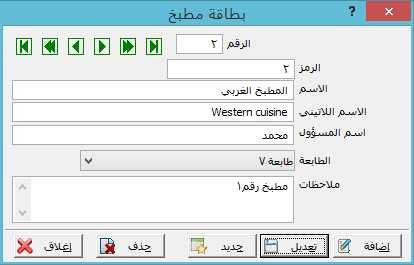 بطاقة مطبخ
الرقم ٢
الرمز ٢
الاسم المطبخ الغربي
الاسم اللاتيني Western cuisine
اسم المسؤول محمد
الطابعة طابعة ٧
ملاحظات مطبخ رقم١
إضافة تعديل جديد حذف إغلاق